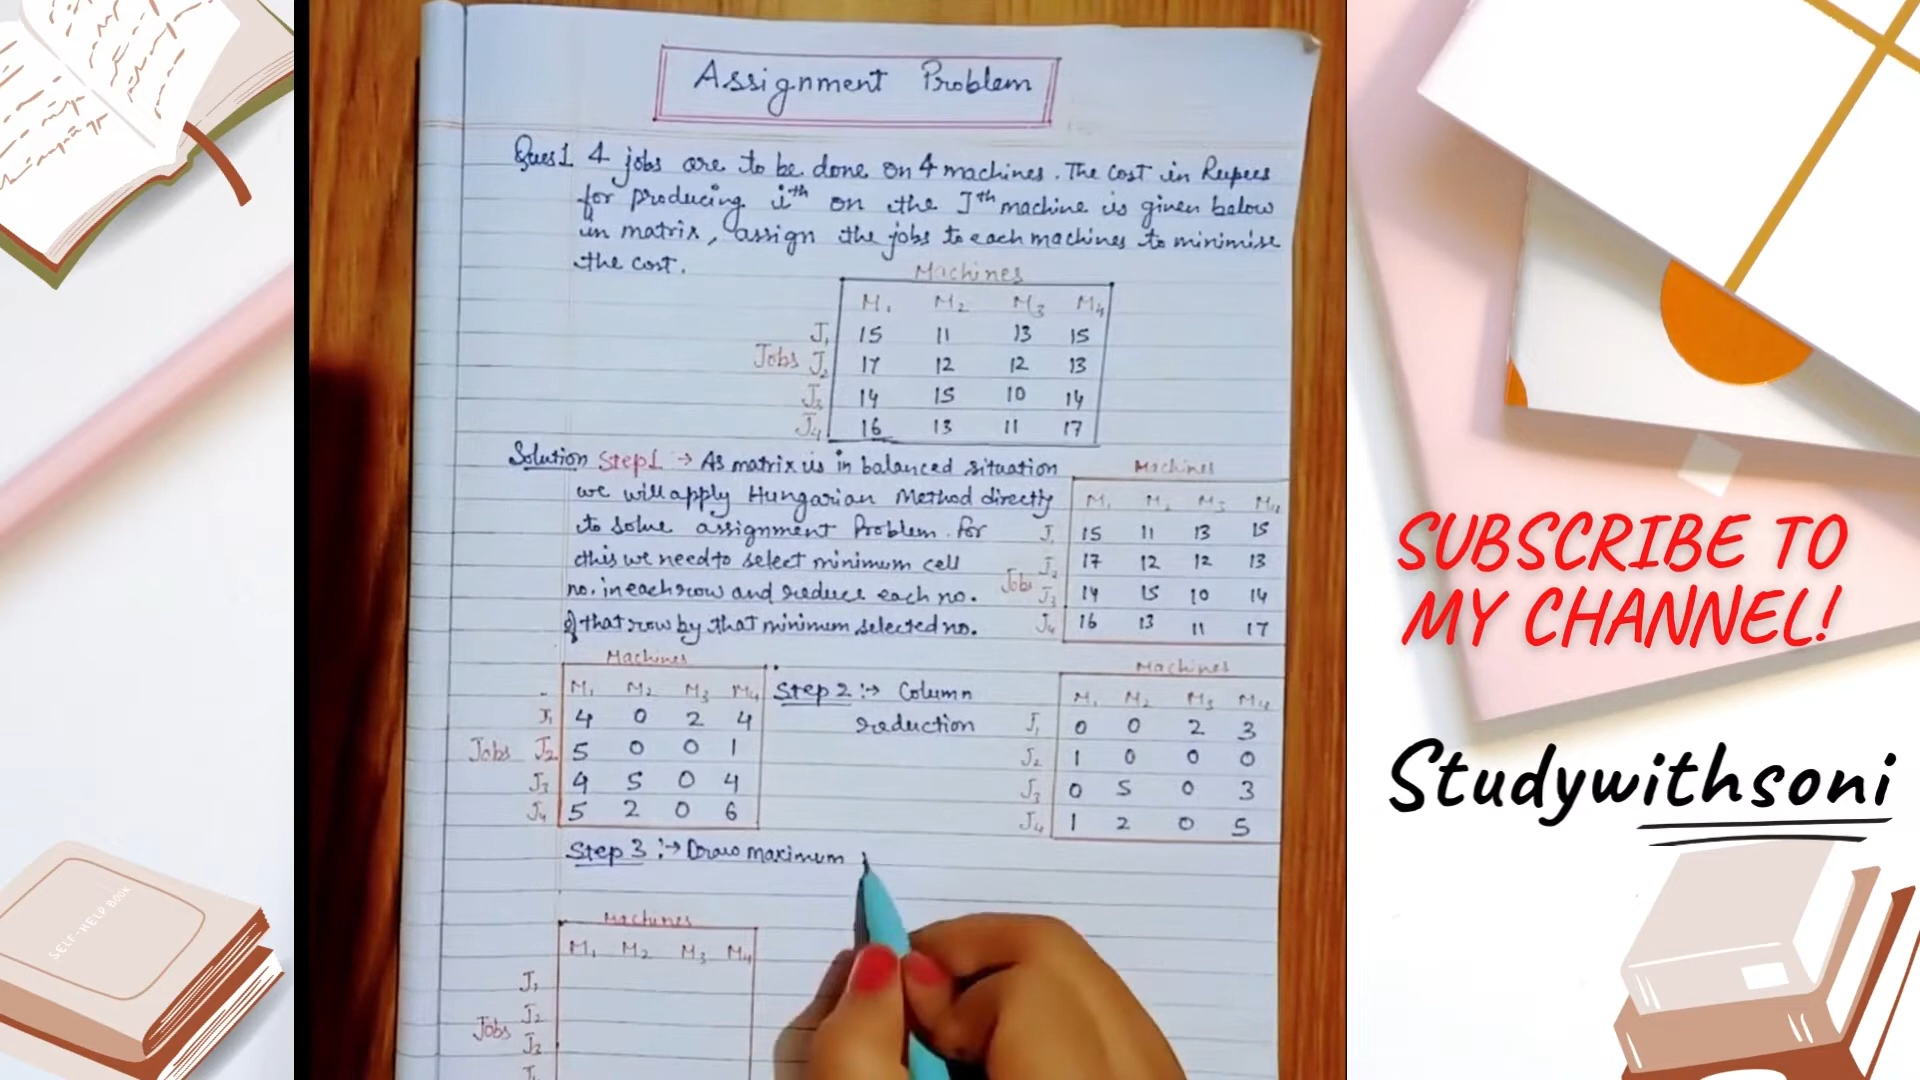 Assignment Problem
Ques1 4 jobs are to be done on 4 machines. The cost in Rupees
for producing ith on the Jth machine is given below
in matrix, assign the jobs to each machines to minimise
the cost.
Machines
M1 M2 M3 M4
J1 15 11 13 15
Jobs J2 17 12 12 13
J3 14 15 10 14
J4 16 13 11 17
Solution Step1 → As matrix is in balanced situation
we will apply Hungarian Method directly
to solve assignment Problem. For
this we need to select minimum cell
no. in each row and reduce each no.
of that row by that minimum selected no.
Machines
M1 M2 M3 M4
J1 15 11 13 15
J2 17 12 12 13
Jobs J3 14 15 10 14
J4 16 13 11 17
Machines
M1 M2 M3 M4
J1 4 0 2 4
Jobs J2 5 0 0 1
J3 4 5 0 4
J4 5 2 0 6
Step 2 :→ Column
reduction
Machines
M1 M2 M3 M4
J1 0 0 2 3
J2 1 0 0 0
J3 0 5 0 3
J4 1 2 0 5
Step 3 :→ Draw maximum
Machines
M1 M2 M3 M4
J1
J2
Jobs J3
SUBSCRIBE TO
MY CHANNEL!
Studywithsoni
SELF-HELP BOOK